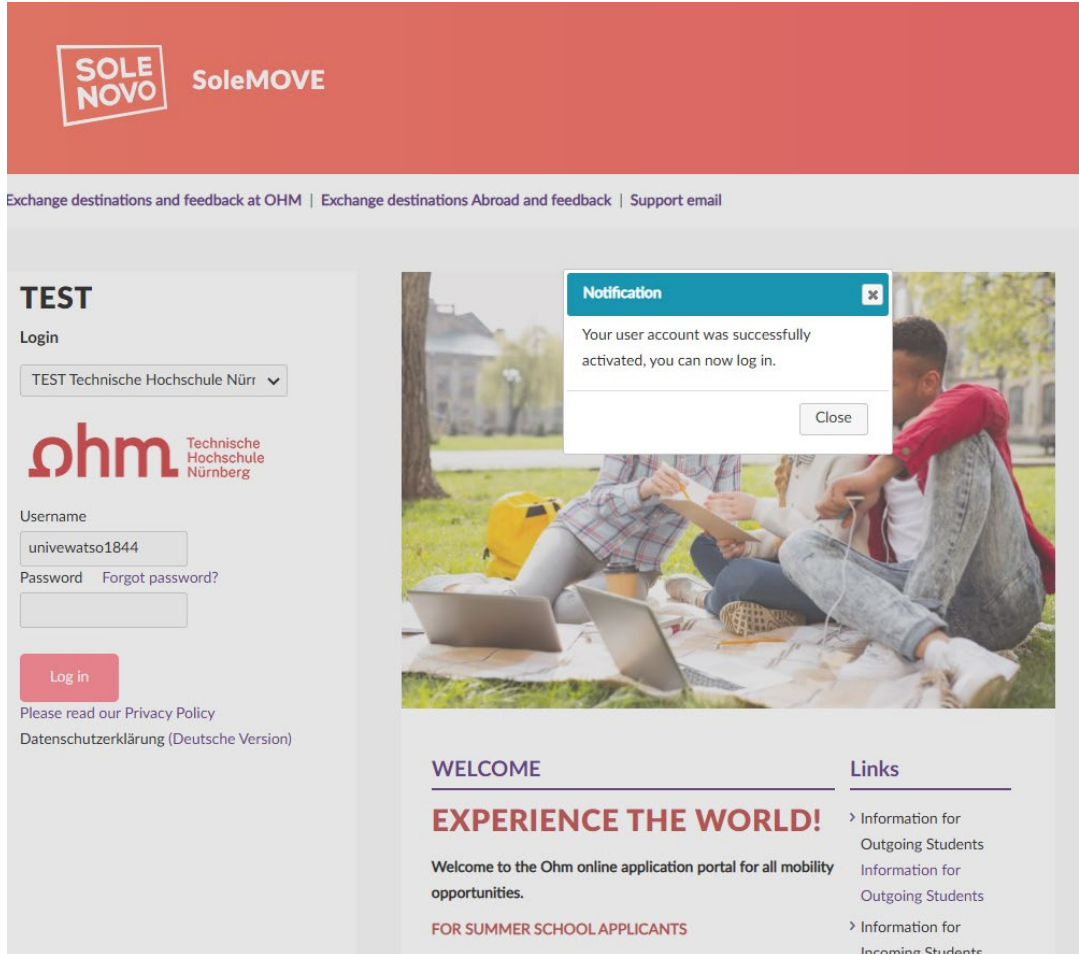 SOLE
NOVO
SoleMOVE
Exchange destinations and feedback at OHM | Exchange destinations Abroad and feedback | Support email
TEST
Login
TEST Technische Hochschule Nürr
ohm Technische
Hochschule
Nürnberg
Username
univewatso1844
Password Forgot password?
Log in
Please read our Privacy Policy
Datenschutzerklärung (Deutsche Version)
Notification
Your user account was successfully
activated, you can now log in.
Close
WELCOME
EXPERIENCE THE WORLD!
Welcome to the Ohm online application portal for all mobility
opportunities.
FOR SUMMER SCHOOL APPLICANTS
Links
Information for
Outgoing Students
Information for
Outgoing Students
Information for
Incoming Students